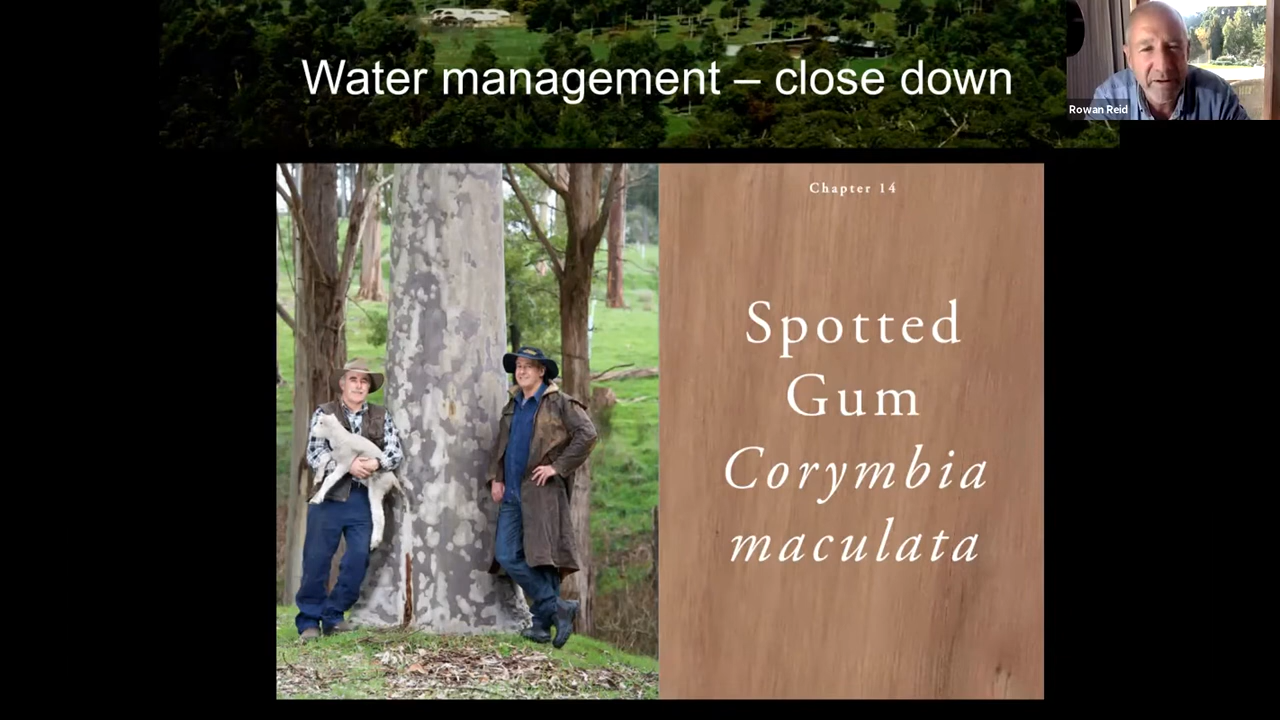 Water management – close down
Rowan Reid
Chapter 14
Spotted
Gum
Corymbia
maculata